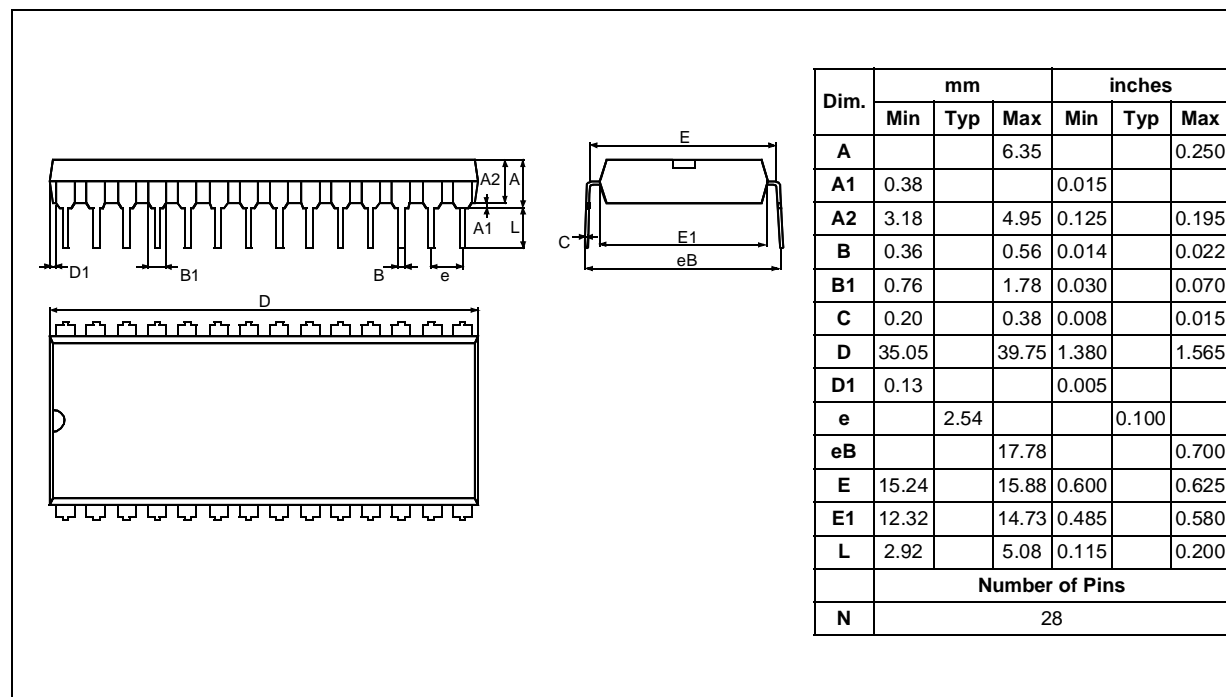 A2 A
E
A1 L
C
E1
D1 B1 B e
eB
D
Dim. mm inches
Min Typ Max Min Typ Max
A 6.35 0.250
A1 0.38 0.015
A2 3.18 4.95 0.125 0.195
B 0.36 0.56 0.014 0.022
B1 0.76 1.78 0.030 0.070
C 0.20 0.38 0.008 0.015
D 35.05 39.75 1.380 1.565
D1 0.13 0.005
e 2.54 0.100
eB 17.78 0.700
E 15.24 15.88 0.600 0.625
E1 12.32 14.73 0.485 0.580
L 2.92 5.08 0.115 0.200
Number of Pins
N 28